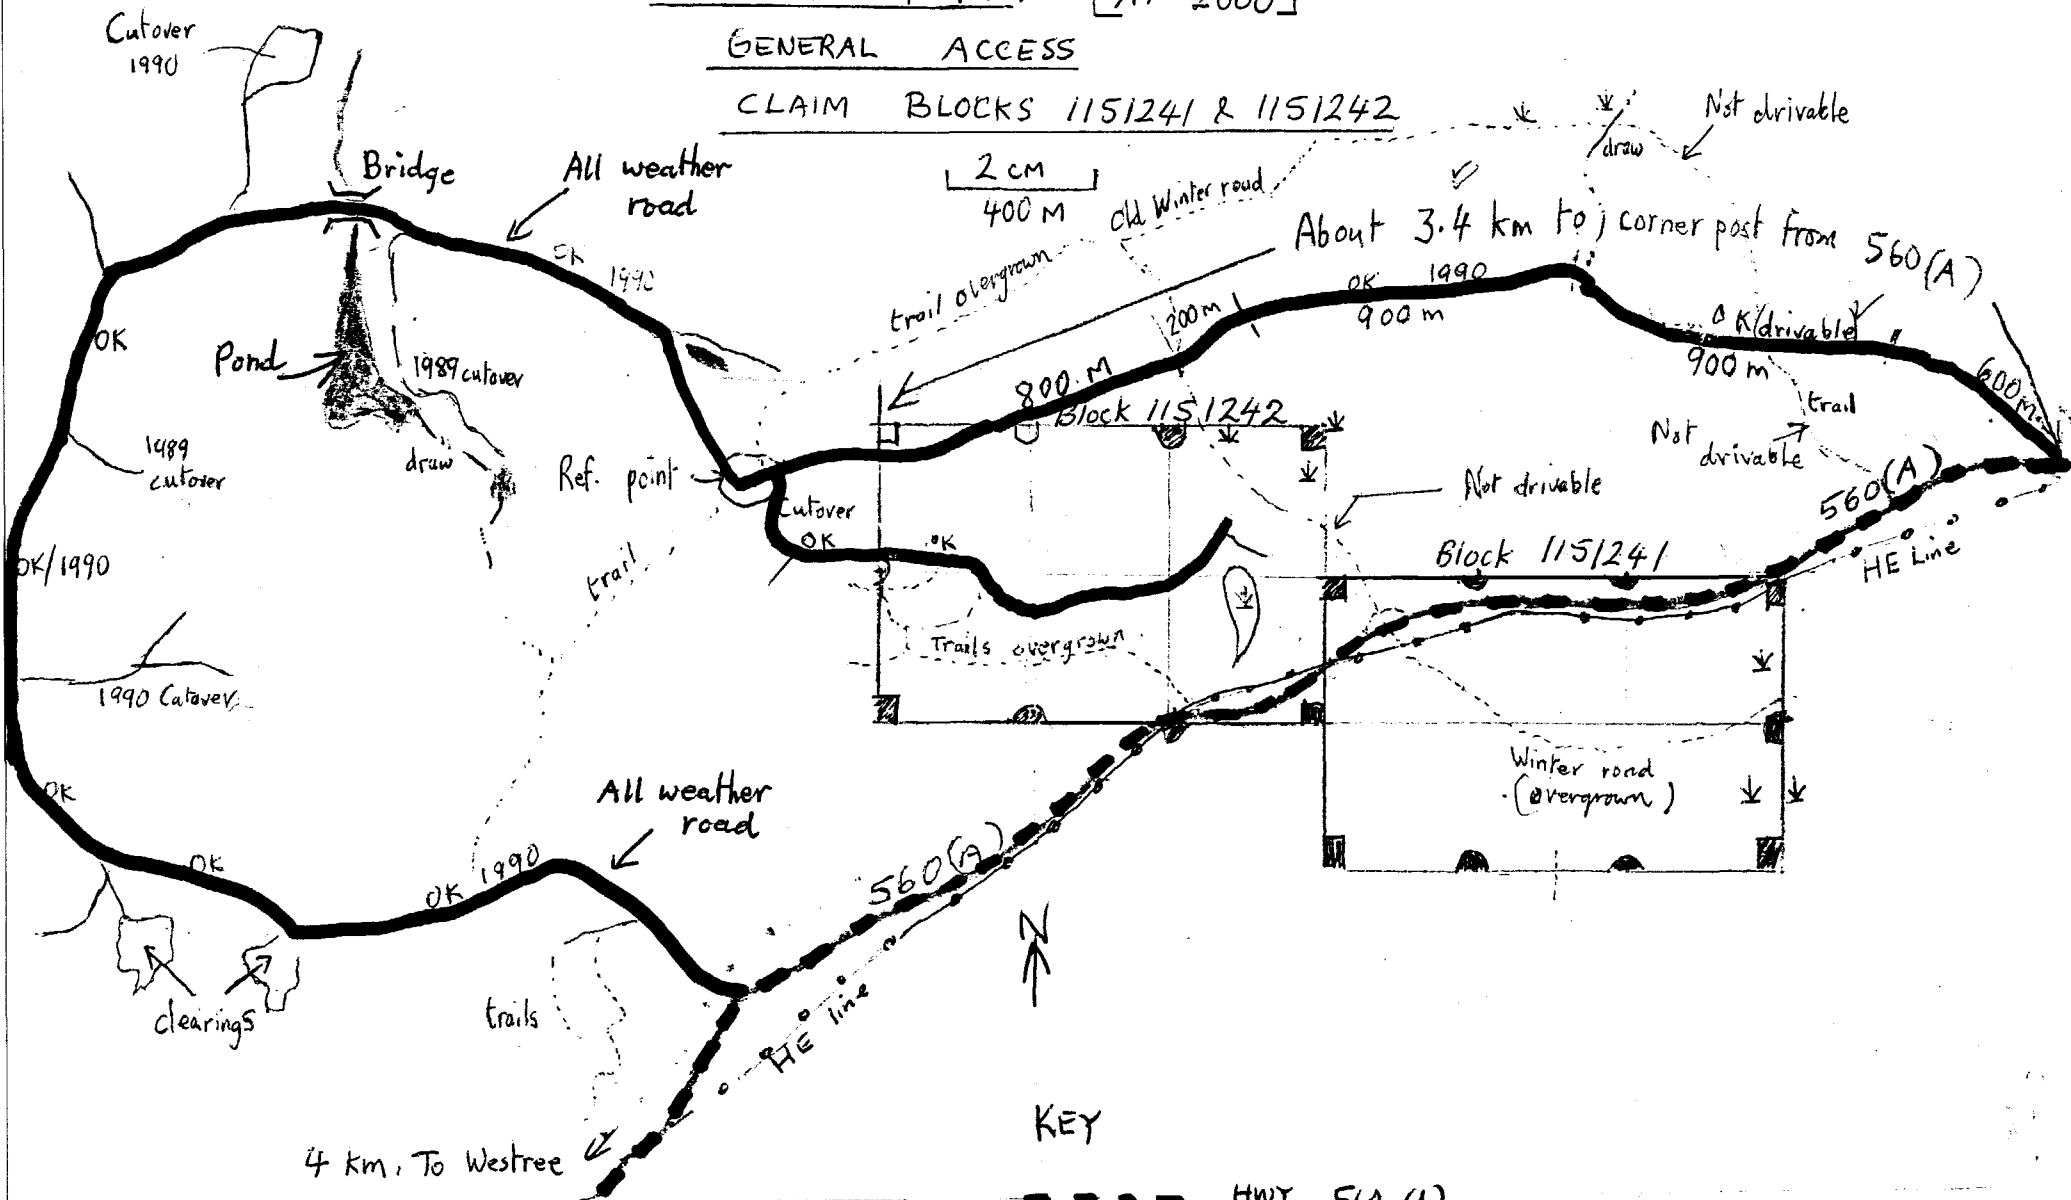 [ 2000]
GENERAL ACCESS
CLAIM BLOCKS 1151241 & 1151242
2 CM
400 M
Cutover
1990
Bridge
All weather
road
OK 1990
Not drivable
draw
Old Winter road
trail overgrown
About 3.4 km to corner post from 560(A)
OK 1990
200 m
900 m
OK (drivable)
900 m
600 m
800 M
Block 1151242
OK
Pond
1989 cutover
draw
1989
cutover
Ref. point
Cutover
OK
OK
trail
Not
drivable
Not drivable
560(A)
HE Line
Block 1151241
OK/1990
trail
Trails overgrown
1990 Cutover
Winter road
(overgrown)
OK
OK
OK 1990
All weather
road
560(A)
N
clearings
trails
HE line
KEY
4 km. To Westree
HWY 560 (A)